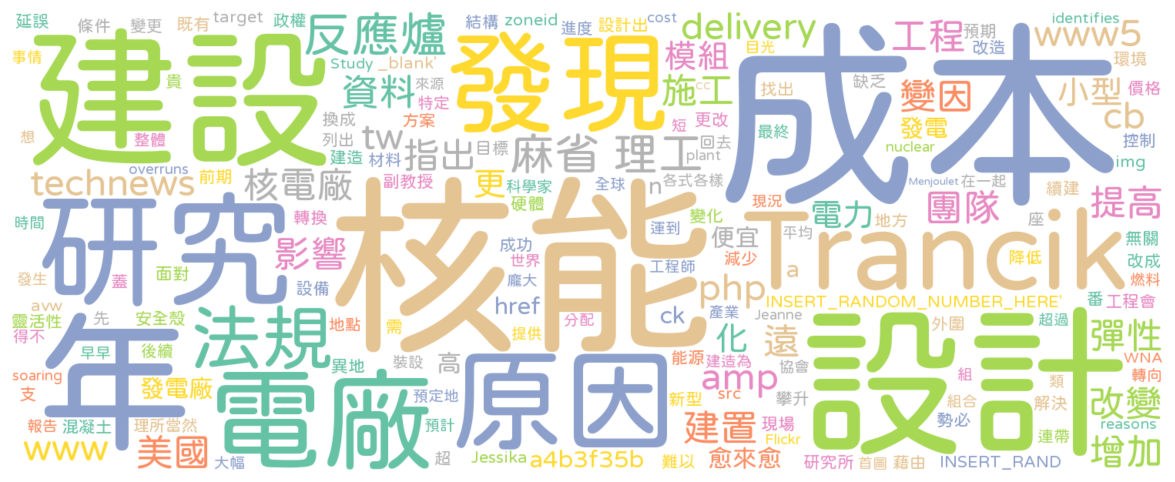 延誤 條件 變更 既有 target 政權 反應爐 結構 zoneid 進度 設計出 cost delivery 工程 預期 identifies
事情 建設 Study _blank' 發現 模組 目光 cc 成本 改造 www5
貴 資料 來源 特定 施工 找出 缺乏 變因 小型 環境 價格
想 整體 換成 列出 方案 tw 指出 目標 麻省 理工 短 更改 回去 最終 發電 cb 控制
overruns 建造 材料 nuclear img
technews 前期 核電廠 副教授 更 科學家 硬體 全球 n 各式各樣 plant Menjoulet 在一起 續建
時間 研究 轉換 影響 核能 成功 世界 運到 變化 便宜 平均 現況 電力 地方 團隊 座 提高 無關
發生 avw 蓋 面對 設備 龐大 工程師 減少 Trancik a 降低 改成 燃料
靈活性 得不 先 安全殼 法規 地點 需 href 提供 分配 ck 產業 php Jeanne INSERT_RANDOM_NUMBER_HERE' 番 工程會
早早 年 後續 異地 原因 能源 建造為 化 遠 設計 外圍 超過 彈性 WNA
soaring 支 發電廠 電廠 裝設 高 預定地 新型 amp src 協會 攀升 組 類 轉向
報告 混凝土 理所當然 預計 建置 現場 組合 解決 改變 勢必 連帶 reasons
www 美國 大幅 超 Jessika a4b3f35b 難以 愈來愈 Flickr 研究所 首圖 藉由 INSERT_RAND 增加